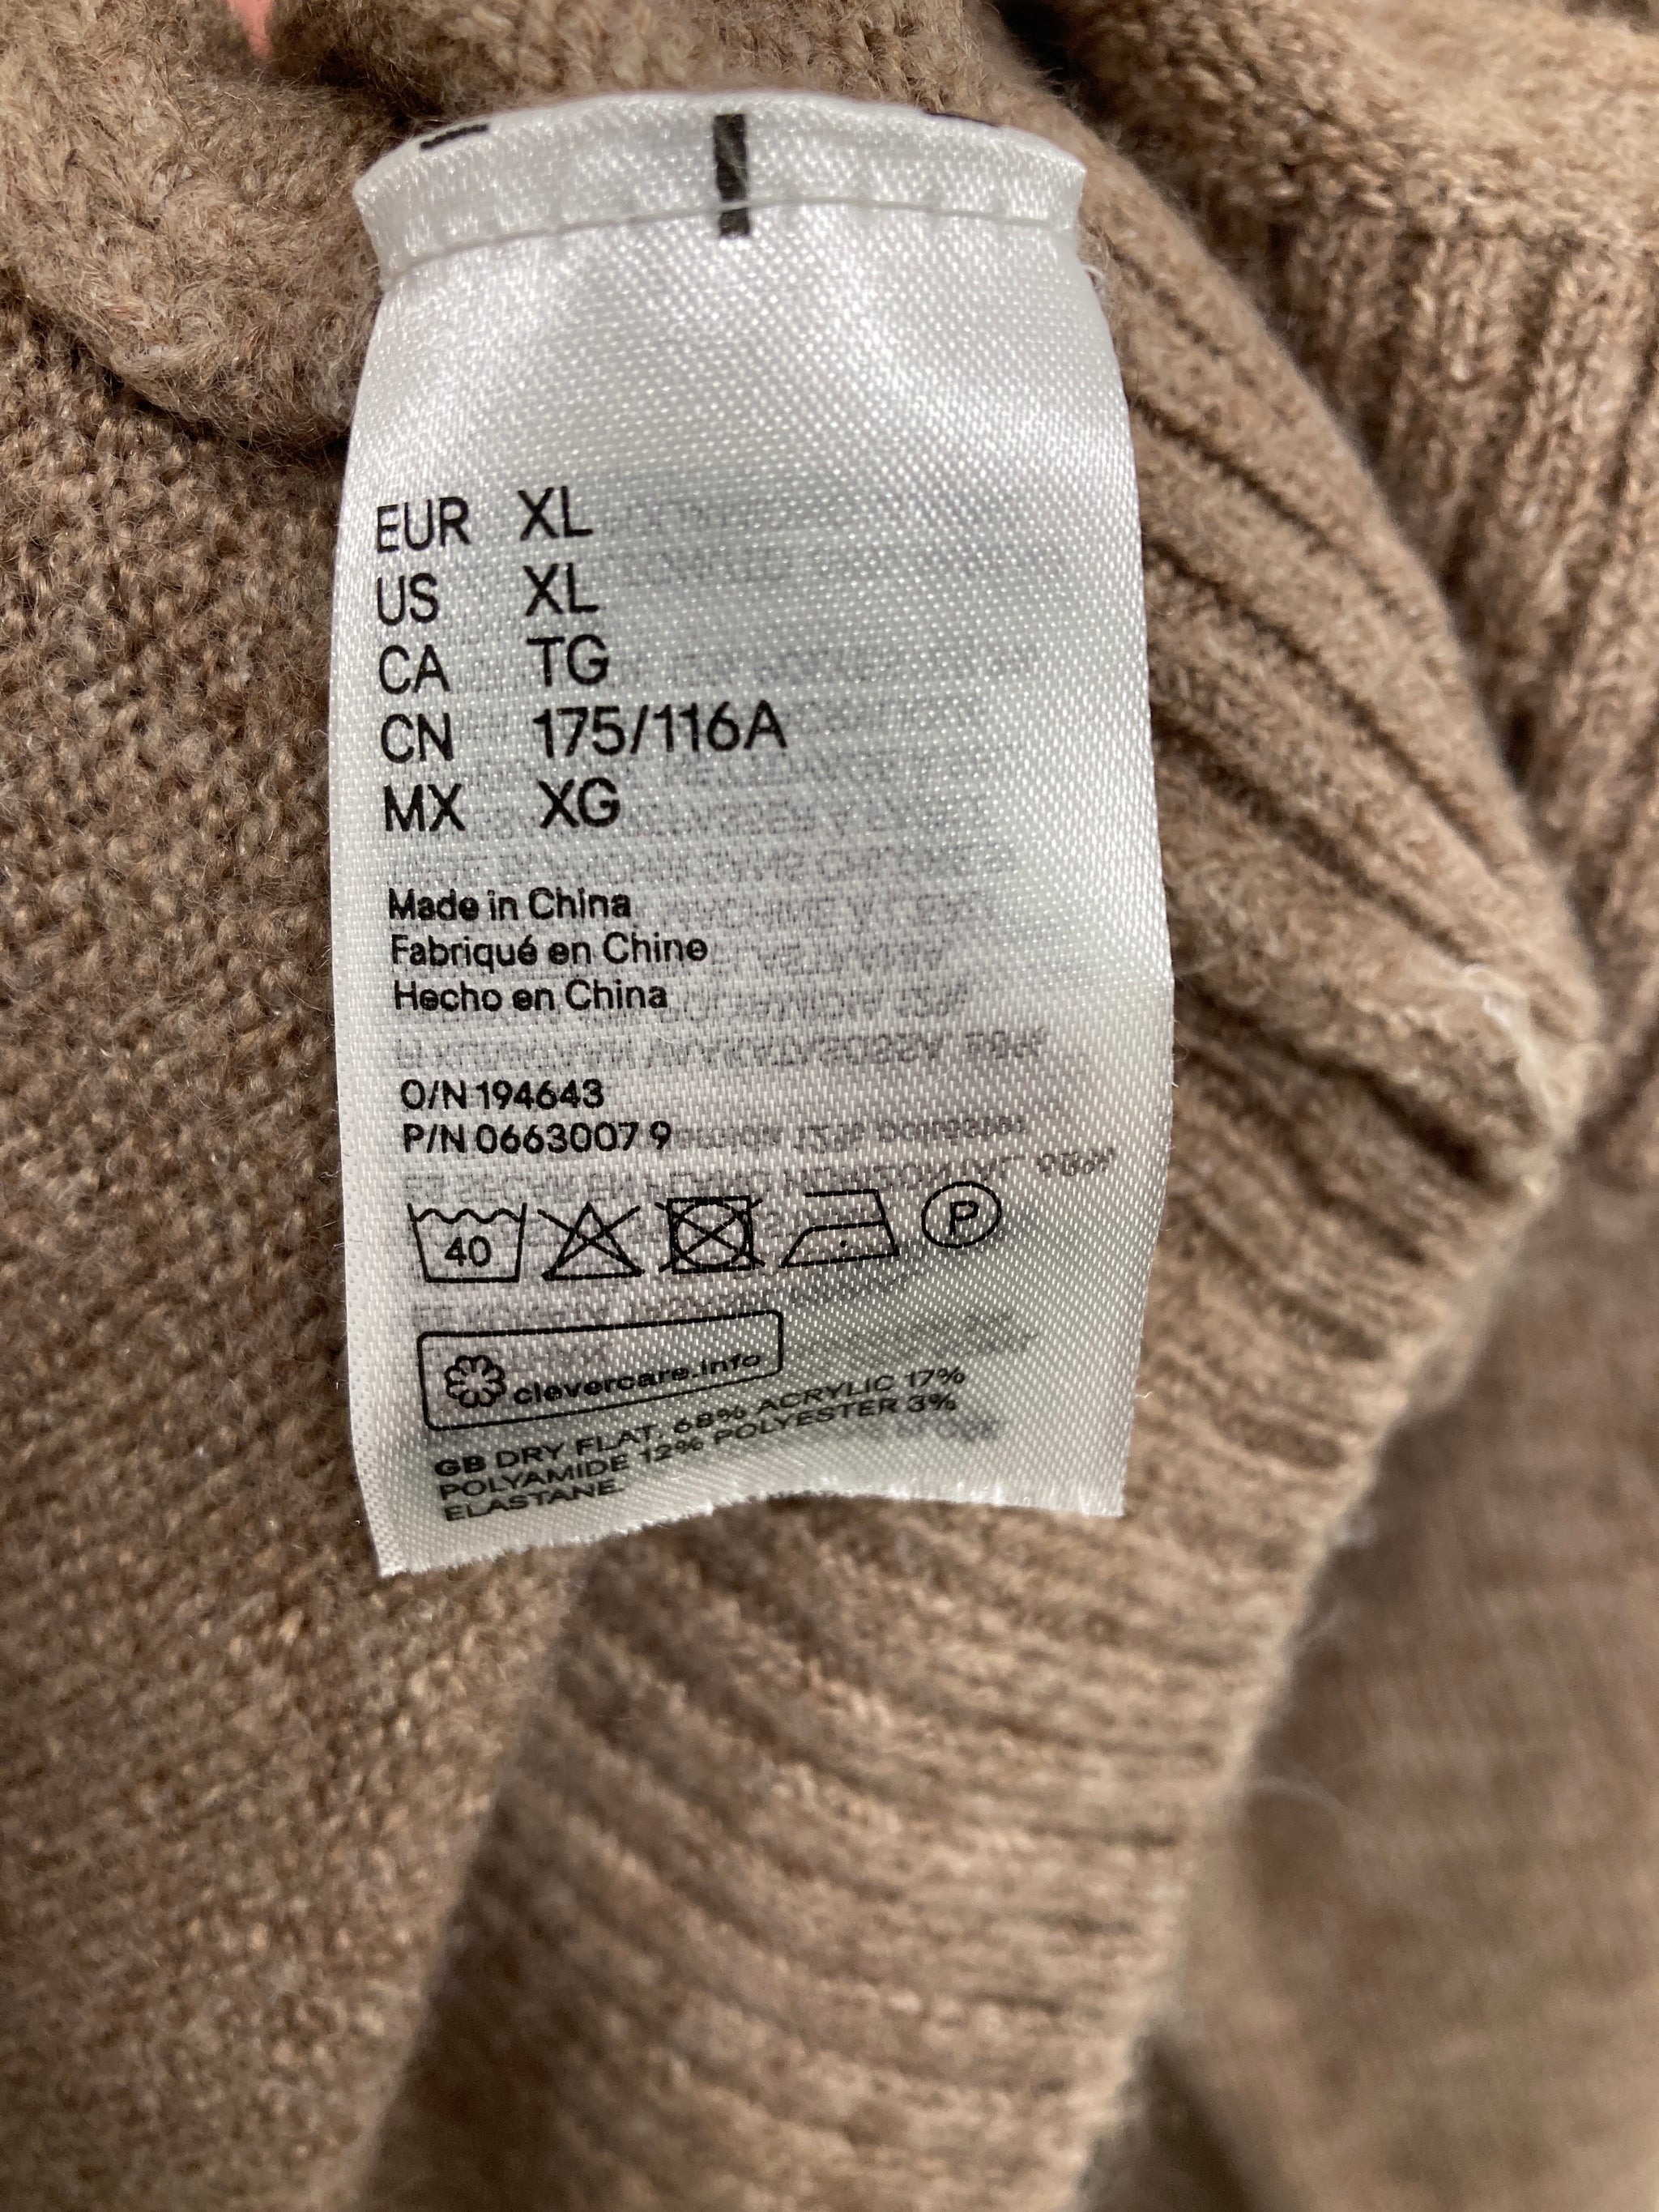 EUR XL
US XL
CA TG
CN 175/116A
MX XG
Made in China
Fabriqué en Chine
Hecho en China
O/N 194643
P/N 0663007 9
40
P
clevercare.info
GB DRY FLAT. 68% ACRYLIC 17%
POLYAMIDE 12% POLYESTER 3%
ELASTANE.